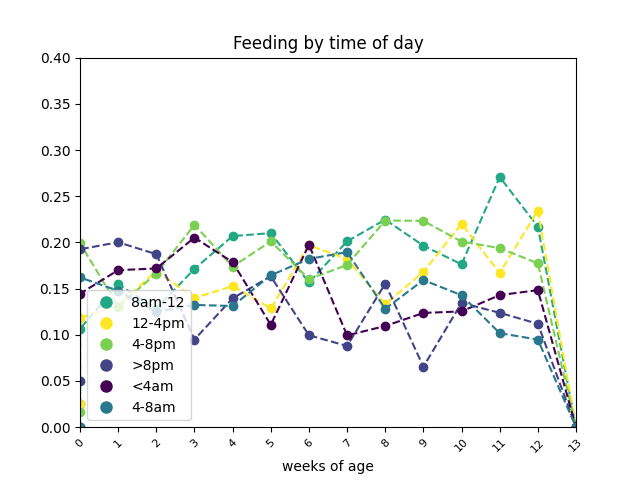 Feeding by time of day
0.40
0.35
0.30
0.25
0.20
0.15
0.10
0.05
0.00
8am-12
12-4pm
4-8pm
>8pm
<4am
4-8am
0 1 2 3 4 5 6 7 8 9 10 11 12 13
weeks of age